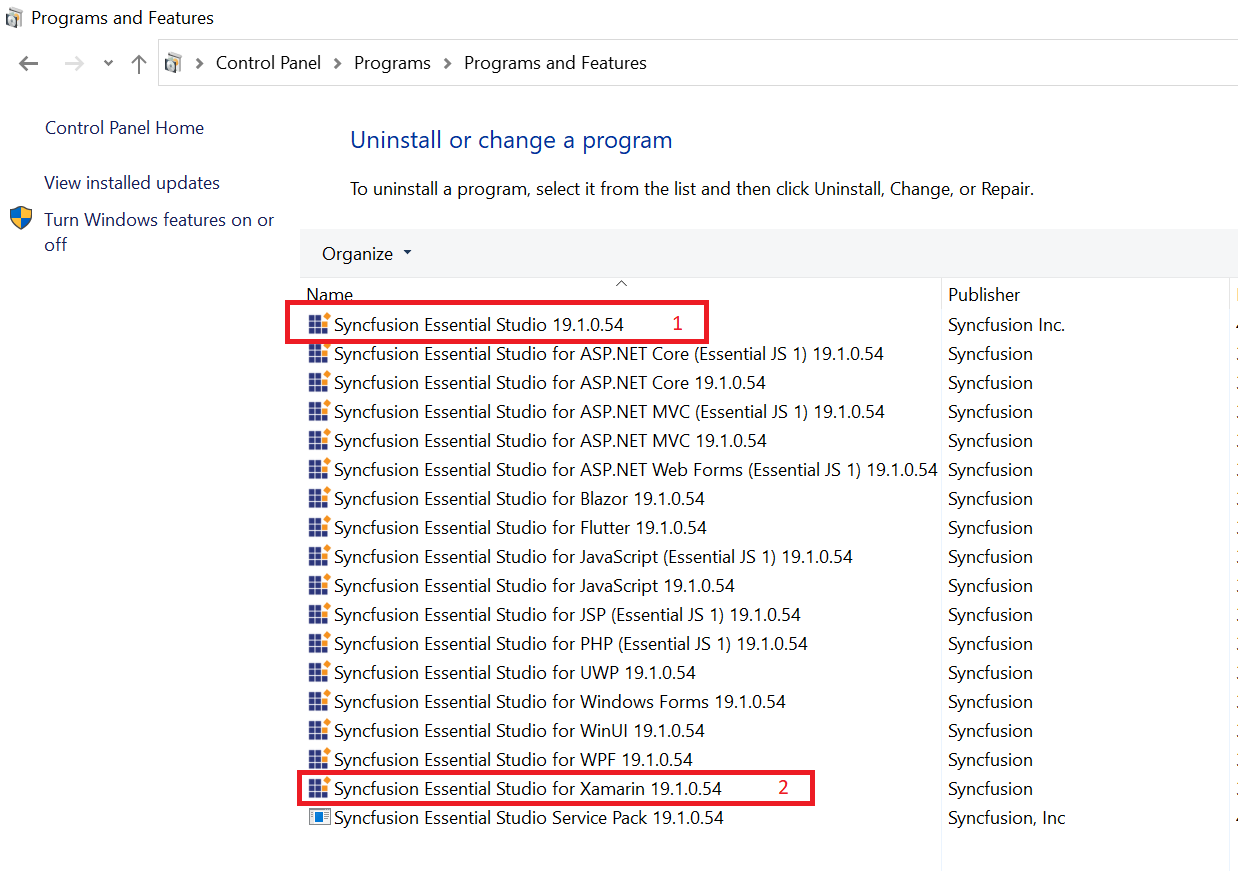 Programs and Features
Control Panel > Programs > Programs and Features
Control Panel Home
View installed updates
Turn Windows features on or
off
Uninstall or change a program
To uninstall a program, select it from the list and then click Uninstall, Change, or Repair.
Organize
Name Publisher
Syncfusion Essential Studio 19.1.0.54 1 Syncfusion Inc.
Syncfusion Essential Studio for ASP.NET Core (Essential JS 1) 19.1.0.54 Syncfusion
Syncfusion Essential Studio for ASP.NET Core 19.1.0.54 Syncfusion
Syncfusion Essential Studio for ASP.NET MVC (Essential JS 1) 19.1.0.54 Syncfusion
Syncfusion Essential Studio for ASP.NET MVC 19.1.0.54 Syncfusion
Syncfusion Essential Studio for ASP.NET Web Forms (Essential JS 1) 19.1.0.54 Syncfusion
Syncfusion Essential Studio for Blazor 19.1.0.54 Syncfusion
Syncfusion Essential Studio for Flutter 19.1.0.54 Syncfusion
Syncfusion Essential Studio for JavaScript (Essential JS 1) 19.1.0.54 Syncfusion
Syncfusion Essential Studio for JavaScript 19.1.0.54 Syncfusion
Syncfusion Essential Studio for JSP (Essential JS 1) 19.1.0.54 Syncfusion
Syncfusion Essential Studio for PHP (Essential JS 1) 19.1.0.54 Syncfusion
Syncfusion Essential Studio for UWP 19.1.0.54 Syncfusion
Syncfusion Essential Studio for Windows Forms 19.1.0.54 Syncfusion
Syncfusion Essential Studio for WinUI 19.1.0.54 Syncfusion
Syncfusion Essential Studio for WPF 19.1.0.54 Syncfusion
Syncfusion Essential Studio for Xamarin 19.1.0.54 2 Syncfusion
Syncfusion Essential Studio Service Pack 19.1.0.54 Syncfusion, Inc